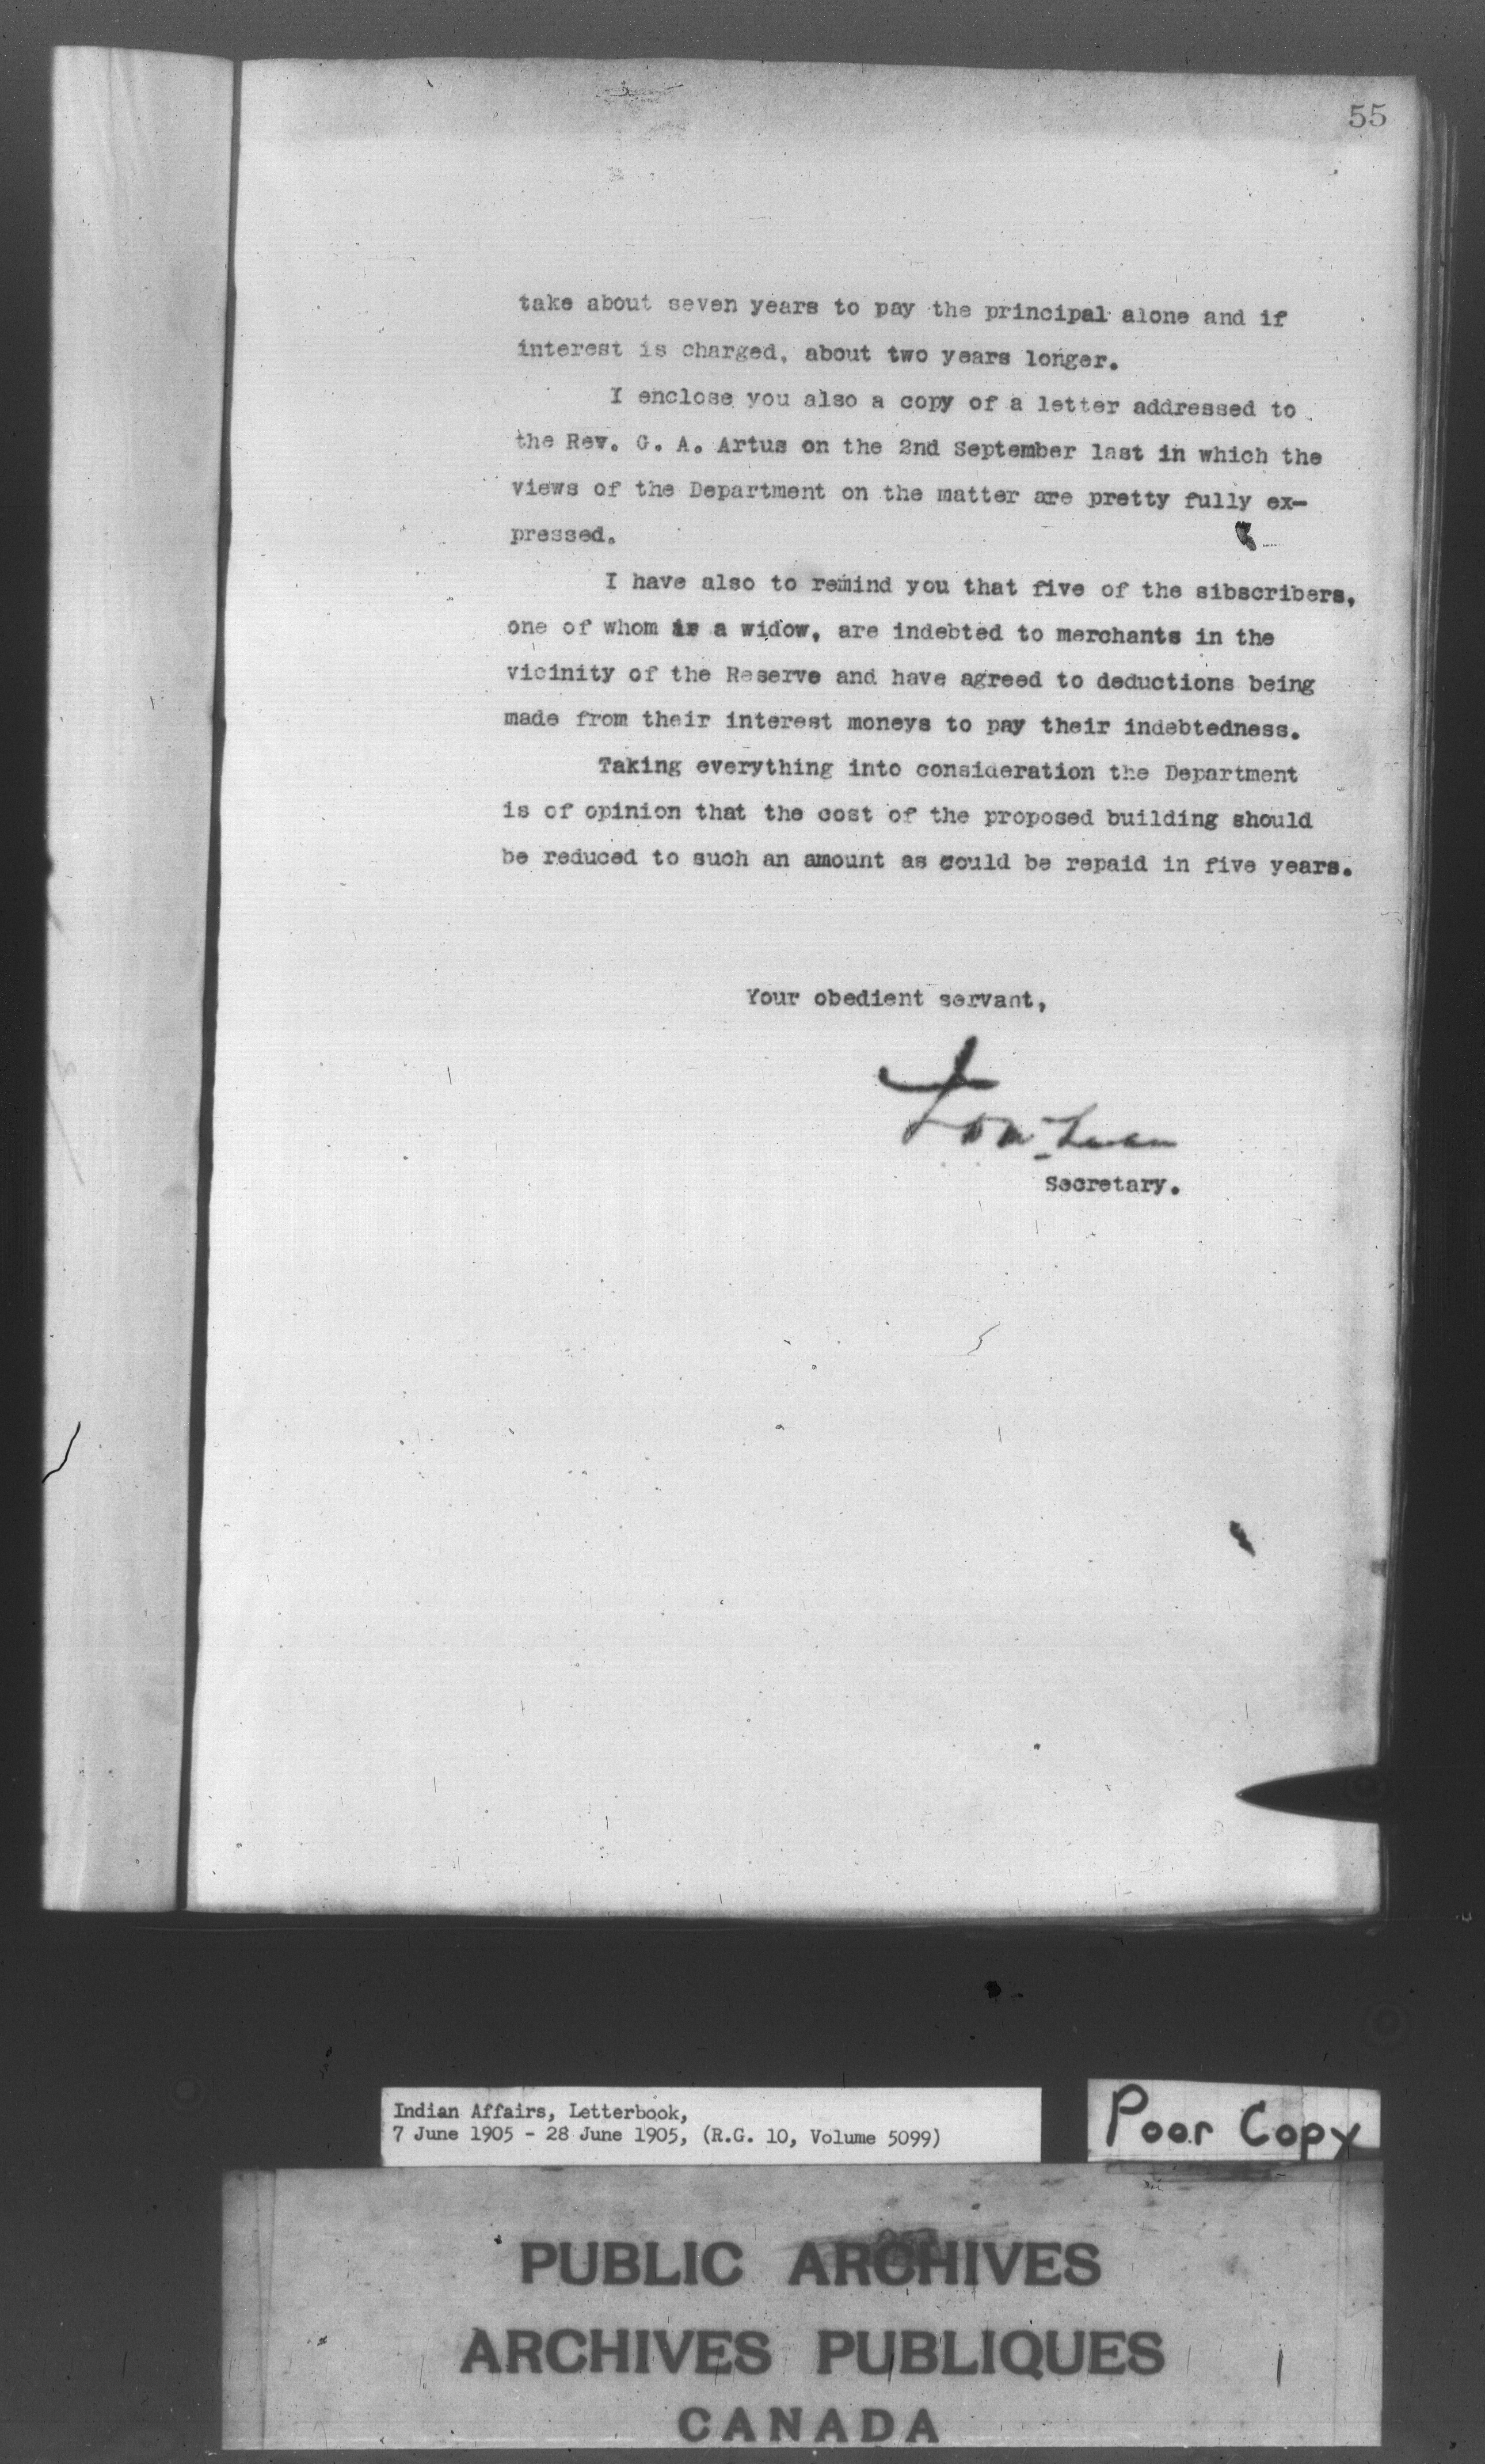 55
take about seven years to pay the principal alone and if
interest is charged, about two years longer.
I enclose you also a copy of a letter addressed to
the Rev. G. A. Artus on the 2nd September last in which the
views of the Department on the matter are pretty fully ex-
pressed.
I have also to remind you that five of the sibscribers,
one of whom is a widow, are indebted to merchants in the
vicinity of the Reserve and have agreed to deductions being
made from their interest moneys to pay their indebtedness.
Taking everything into consideration the Department
is of opinion that the cost of the proposed building should
be reduced to such an amount as could be repaid in five years.
Your obedient servant,
Secretary.
Indian Affairs, Letterbook,
7 June 1905 - 28 June 1905, (R.G. 10, Volume 5099)
Poor Copy
PUBLIC ARCHIVES
ARCHIVES PUBLIQUES
CANADA